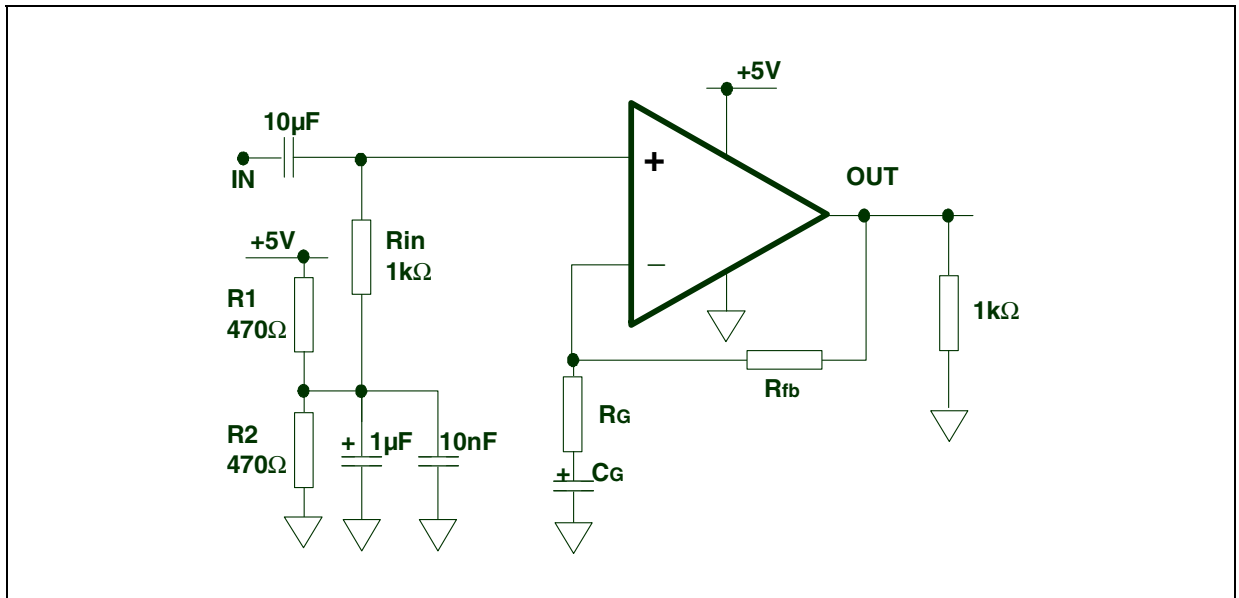 +5V
10µF
+
OUT
IN
+5V
Rin
1kΩ
–
R1
470Ω
1kΩ
Rfb
RG
R2
470Ω
+ 1µF
10nF
+ CG